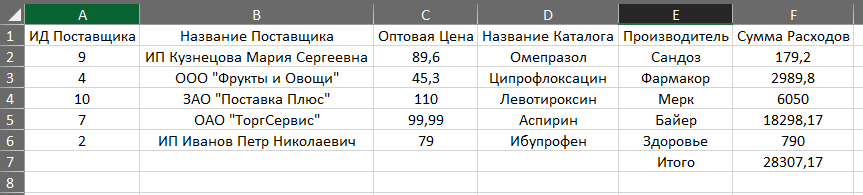 A B C D E F
1 ИД Поставщика Название Поставщика Оптовая Цена Название Каталога Производитель Сумма Расходов
2 9 ИП Кузнецова Мария Сергеевна 89,6 Омепразол Сандоз 179,2
3 4 ООО "Фрукты и Овощи" 45,3 Ципрофлоксацин Фармакор 2989,8
4 10 ЗАО "Поставка Плюс" 110 Левотироксин Мерк 6050
5 7 ОАО "ТоргСервис" 99,99 Аспирин Байер 18298,17
6 2 ИП Иванов Петр Николаевич 79 Ибупрофен Здоровье 790
7 Итого 28307,17
8